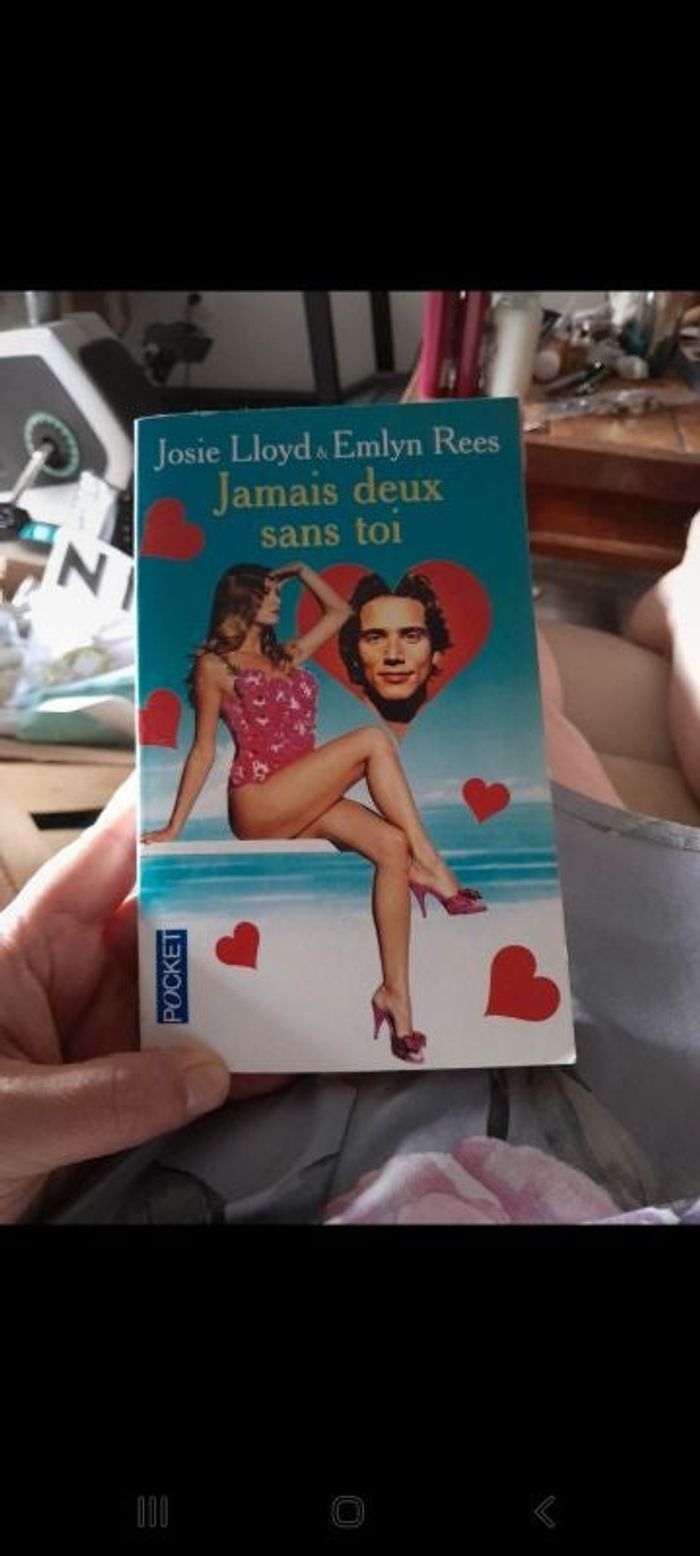 Josie Lloyd & Emlyn Rees
Jamais deux
sans toi
POCKET
N